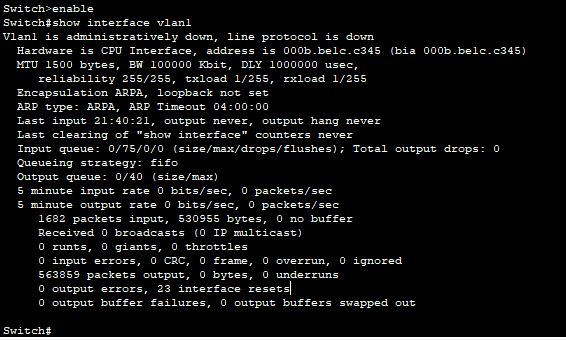 Switch>enable
Switch#show interface vlan1
Vlan1 is administratively down, line protocol is down
Hardware is CPU Interface, address is 000b.be1c.c345 (bia 000b.be1c.c345)
MTU 1500 bytes, BW 100000 Kbit, DLY 1000000 usec,
reliability 255/255, txload 1/255, rxload 1/255
Encapsulation ARPA, loopback not set
ARP type: ARPA, ARP Timeout 04:00:00
Last input 21:40:21, output never, output hang never
Last clearing of "show interface" counters never
Input queue: 0/75/0/0 (size/max/drops/flushes); Total output drops: 0
Queueing strategy: fifo
Output queue: 0/40 (size/max)
5 minute input rate 0 bits/sec, 0 packets/sec
5 minute output rate 0 bits/sec, 0 packets/sec
1682 packets input, 530955 bytes, 0 no buffer
Received 0 broadcasts (0 IP multicast)
0 runts, 0 giants, 0 throttles
0 input errors, 0 CRC, 0 frame, 0 overrun, 0 ignored
563859 packets output, 0 bytes, 0 underruns
0 output errors, 23 interface resets
0 output buffer failures, 0 output buffers swapped out
Switch#